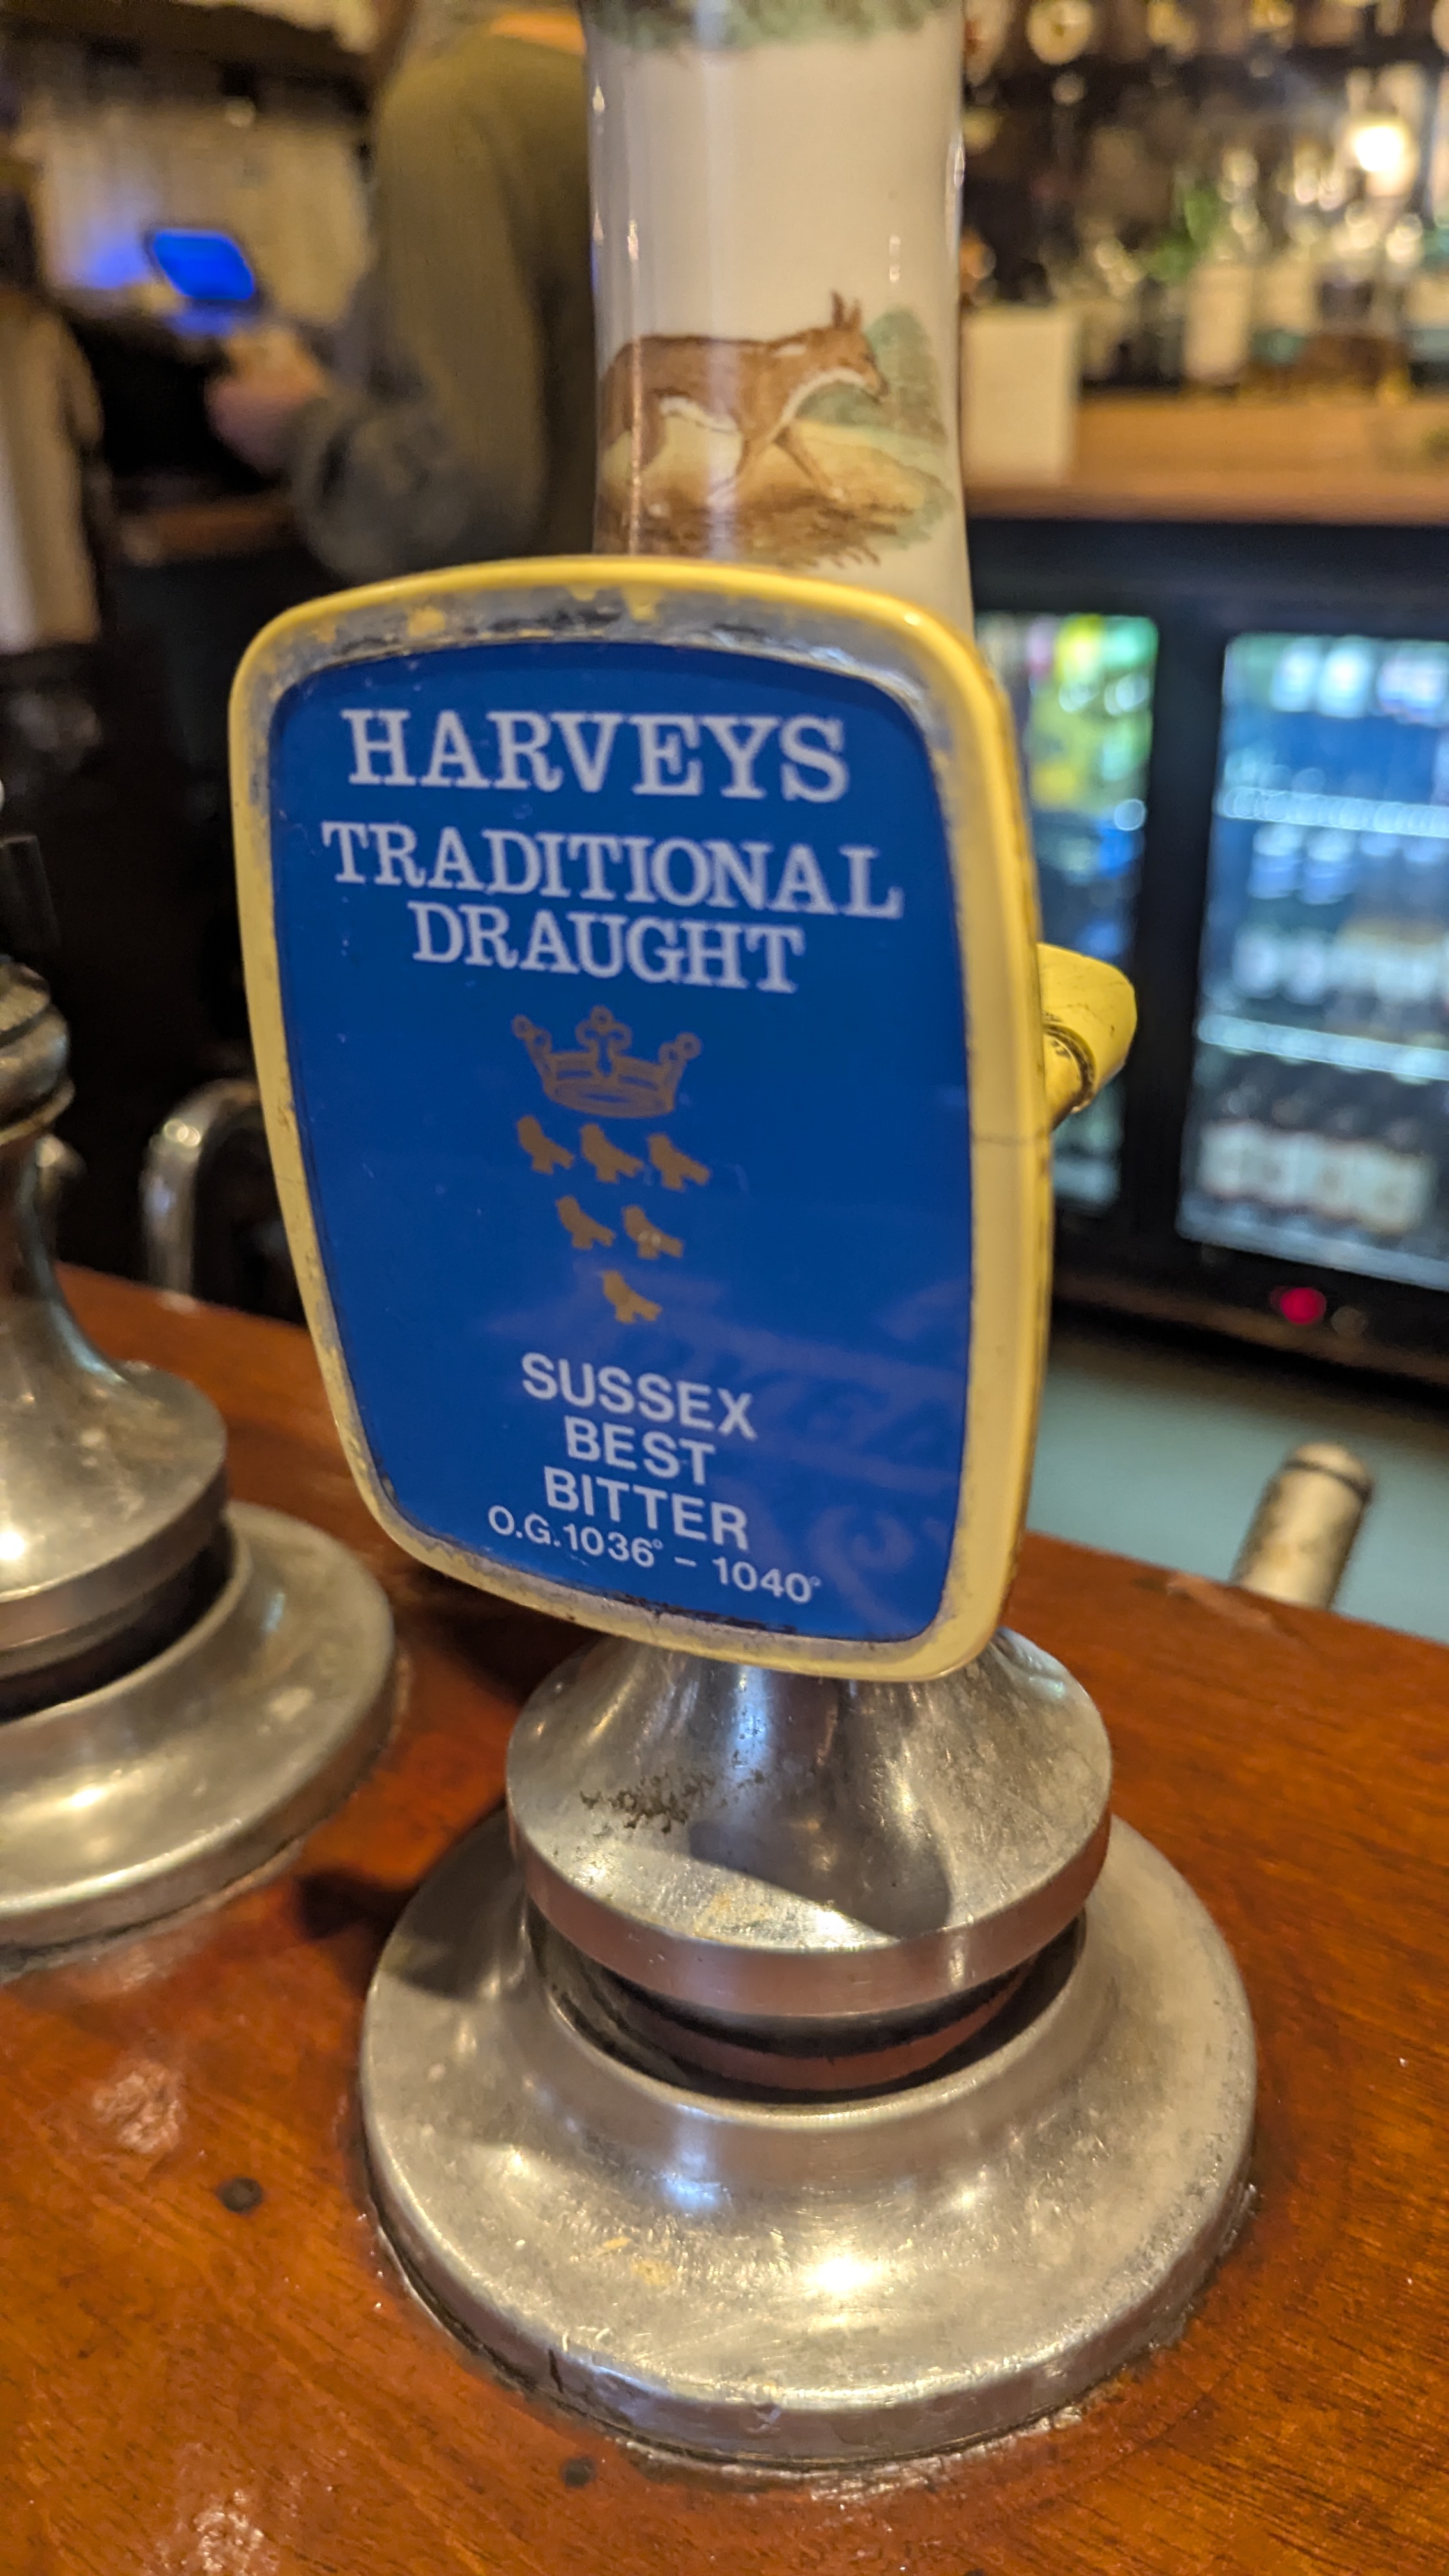 HARVEYS
TRADITIONAL
DRAUGHT
SUSSEX
BEST
BITTER
O.G.1036° – 1040°